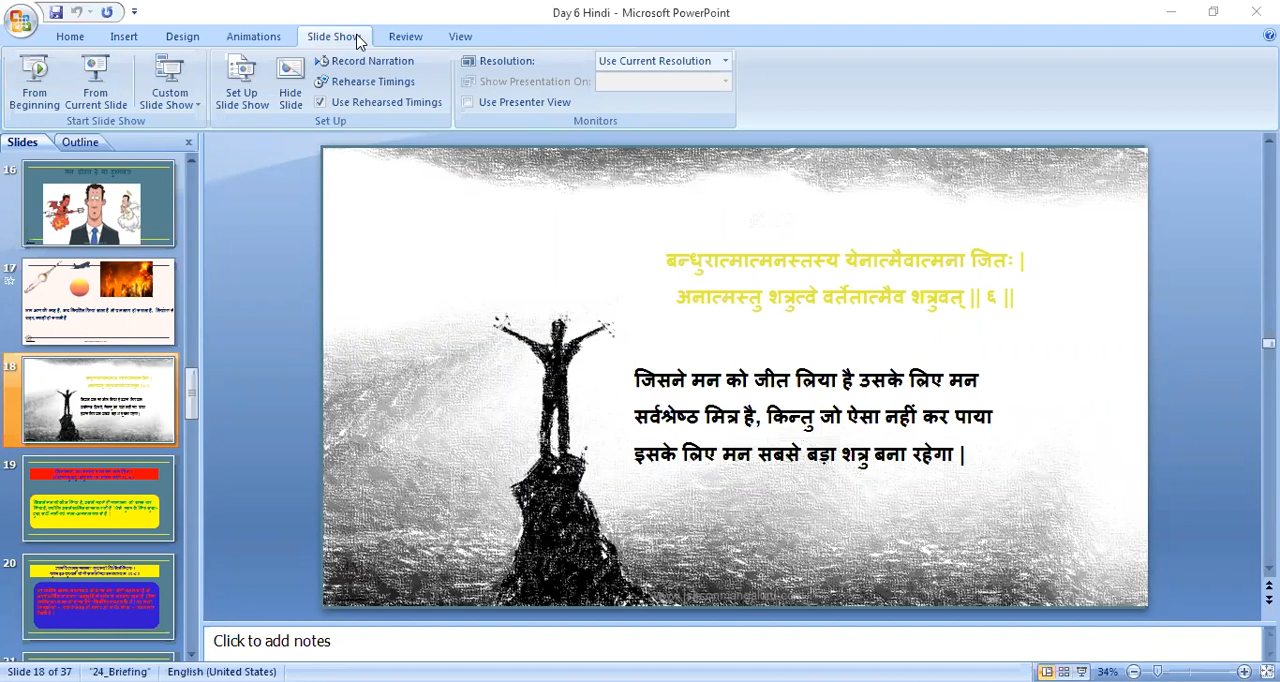 Day 6 Hindi - Microsoft PowerPoint
Home Insert Design Animations Slide Show Review View
From Beginning
From Current Slide
Custom Slide Show
Start Slide Show
Set Up Slide Show
Hide Slide
Record Narration
Rehearse Timings
Use Rehearsed Timings
Set Up
Resolution: Use Current Resolution
Show Presentation On:
Use Presenter View
Monitors
Slides Outline
16
17
18
19
20
बन्धुरात्मात्मनस्तस्य येनात्मैवात्मना जितः |
अनात्मस्तु शत्रुत्वे वर्तेतात्मैव शत्रुवत् || ६ ||
जिसने मन को जीत लिया है उसके लिए मन
सर्वश्रेष्ठ मित्र है, किन्तु जो ऐसा नहीं कर पाया
इसके लिए मन सबसे बड़ा शत्रु बना रहेगा |
Click to add notes
Slide 18 of 37 "24_Briefing" English (United States) 34%